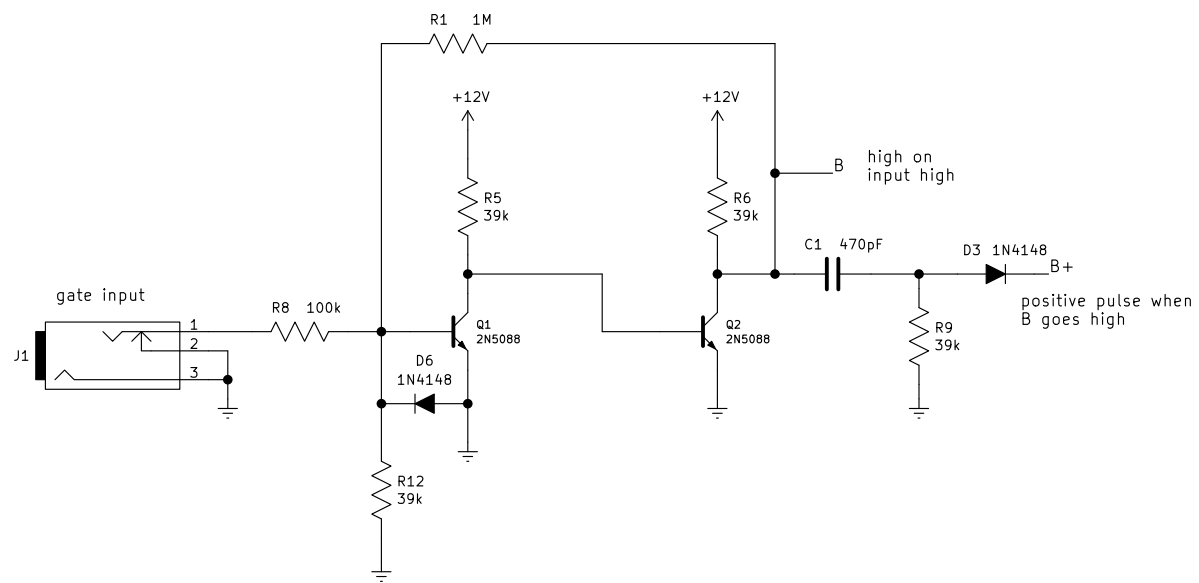 R1 1M
+12V
+12V
B
high on
input high
R5
39k
R6
39k
C1 470pF
D3 1N4148
B+
positive pulse when
B goes high
gate input
R8 100k
1
2
3
J1
Q1
2N5088
Q2
2N5088
R9
39k
D6
1N4148
R12
39k